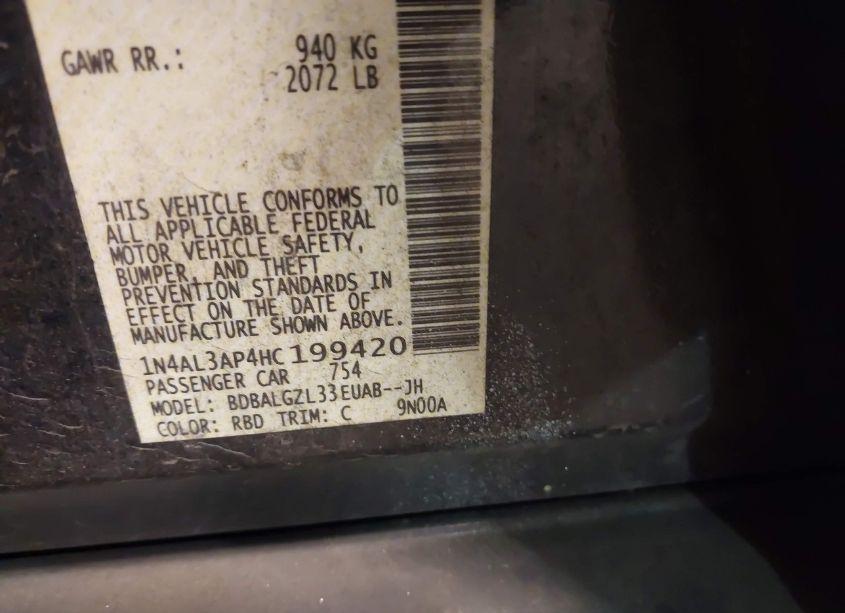 GAWR RR.: 940 KG
2072 LB
THIS VEHICLE CONFORMS TO
ALL APPLICABLE FEDERAL
MOTOR VEHICLE SAFETY,
BUMPER, AND THEFT
PREVENTION STANDARDS IN
EFFECT ON THE DATE OF
MANUFACTURE SHOWN ABOVE.
1N4AL3AP4HC199420
PASSENGER CAR 754
MODEL: BDBALGZL33EUAB--JH
COLOR: RBD TRIM: C 9N00A